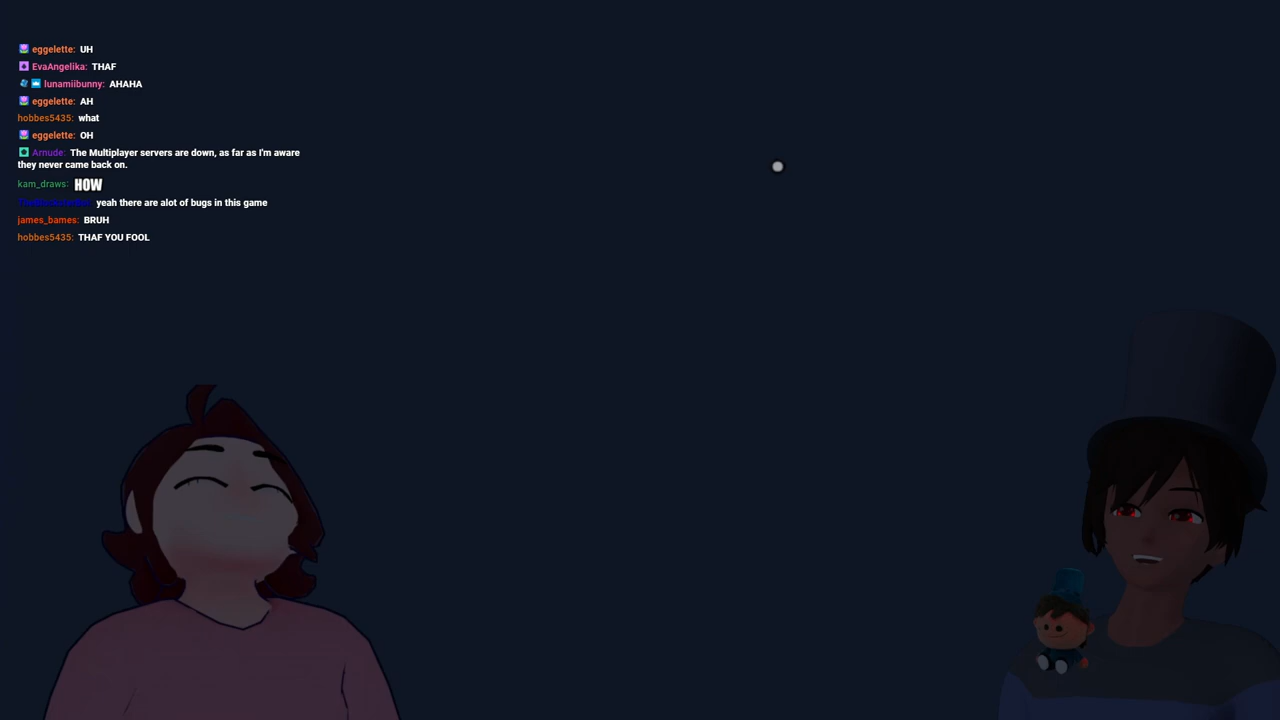 eggelette: UH
EvaAngelika: THAF
lunamiibunny: AHAHA
eggelette: AH
hobbes5435: what
eggelette: OH
Arnude: The Multiplayer servers are down, as far as I'm aware
they never came back on.
kam_draws: HOW
yeah there are alot of bugs in this game
james_bames: BRUH
hobbes5435: THAF YOU FOOL